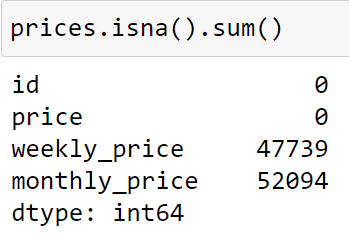 prices.isna().sum()
id 0
price 0
weekly_price 47739
monthly_price 52094
dtype: int64